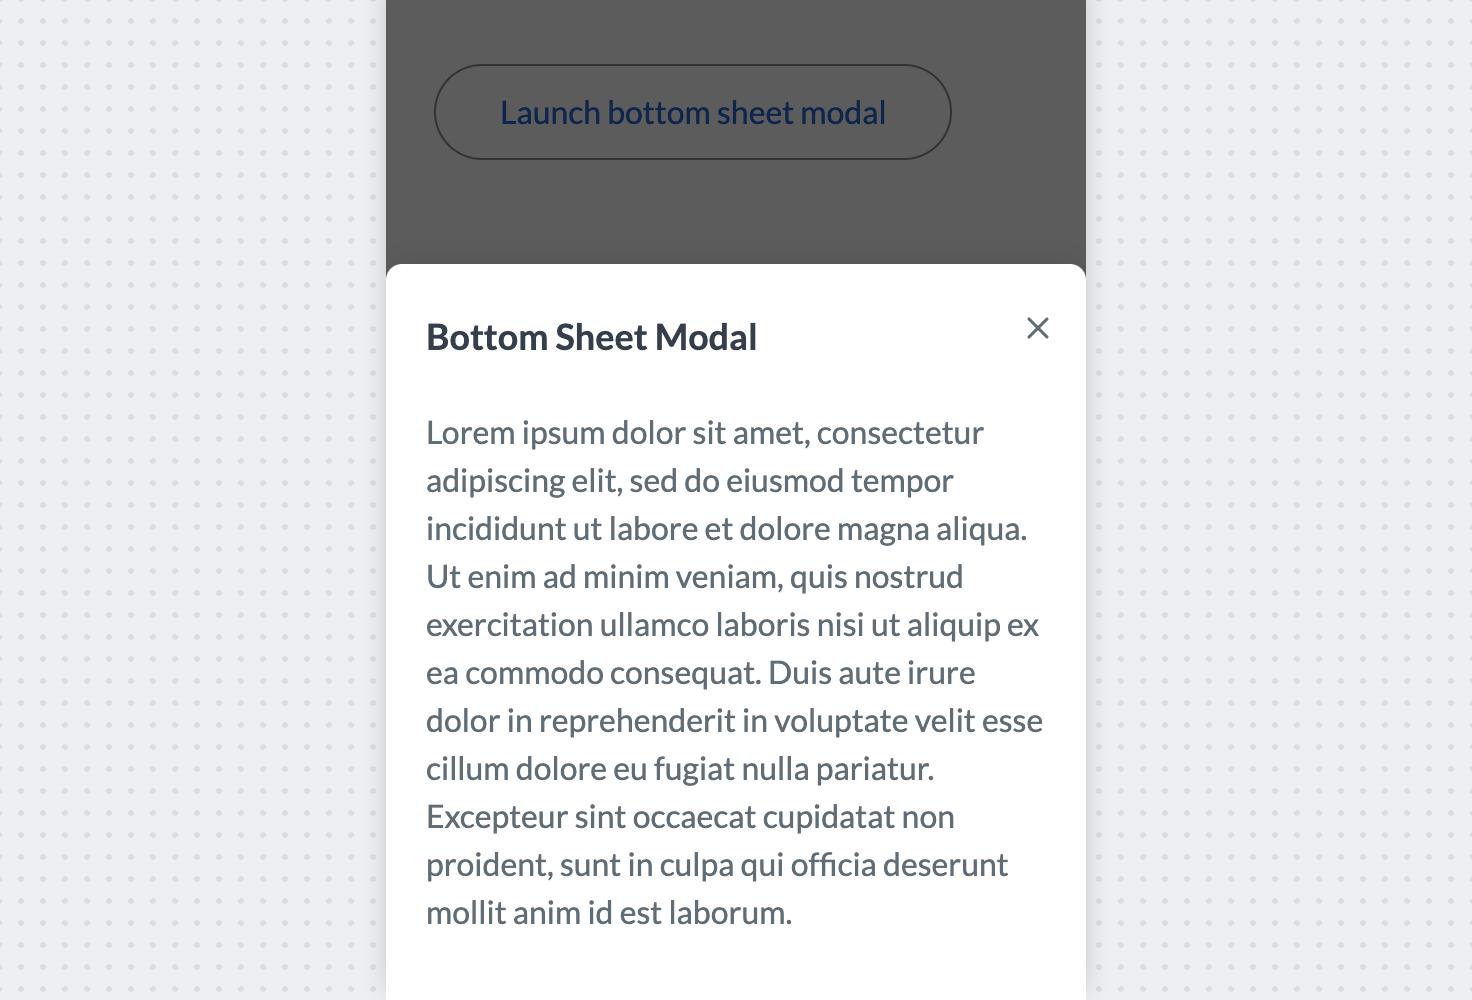 Launch bottom sheet modal
Bottom Sheet Modal
Lorem ipsum dolor sit amet, consectetur
adipiscing elit, sed do eiusmod tempor
incididunt ut labore et dolore magna aliqua.
Ut enim ad minim veniam, quis nostrud
exercitation ullamco laboris nisi ut aliquip ex
ea commodo consequat. Duis aute irure
dolor in reprehenderit in voluptate velit esse
cillum dolore eu fugiat nulla pariatur.
Excepteur sint occaecat cupidatat non
proident, sunt in culpa qui officia deserunt
mollit anim id est laborum.